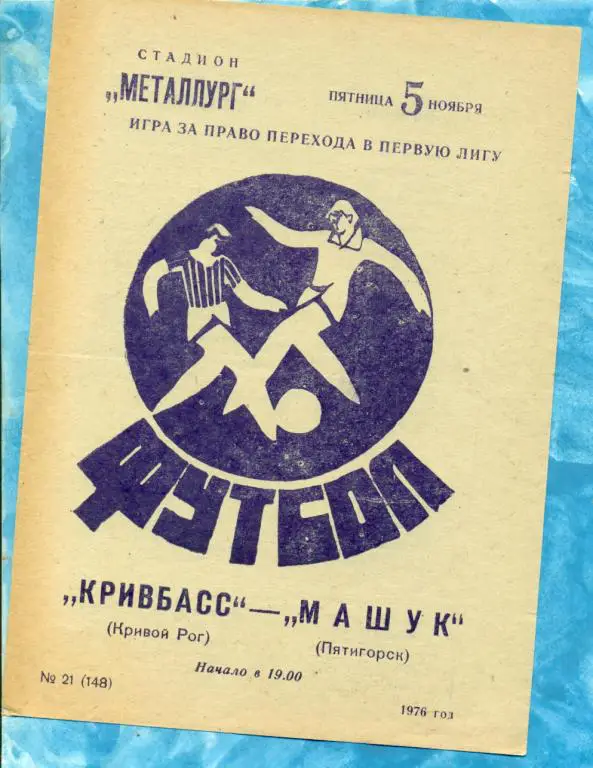 СТАДИОН
„МЕТАЛЛУРГ“
ПЯТНИЦА 5 НОЯБРЯ
ИГРА ЗА ПРАВО ПЕРЕХОДА В ПЕРВУЮ ЛИГУ
ФУТБОЛ
„КРИВБАСС“ — „МАШУК“
(Кривой Рог) (Пятигорск)
Начало в 19.00
№ 21 (148)
1976 год